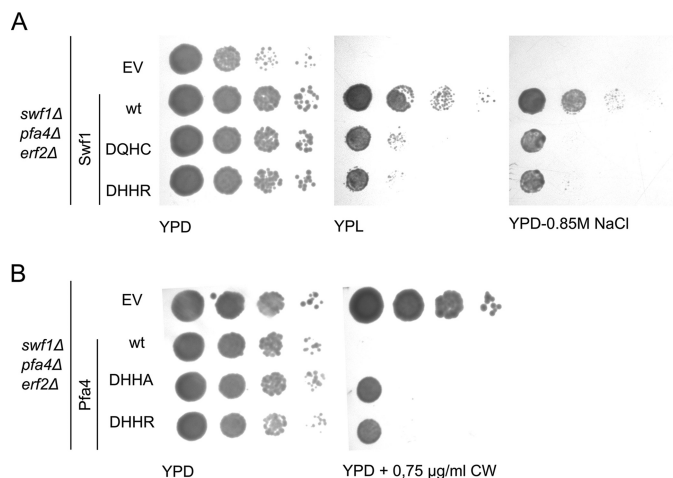 A
swf1Δ
pfa4Δ
erf2Δ
Swf1
EV
wt
DQHC
DHHR
YPD
YPL
YPD-0.85M NaCl
B
swf1Δ
pfa4Δ
erf2Δ
Pfa4
EV
wt
DHHA
DHHR
YPD
YPD + 0,75 µg/ml CW